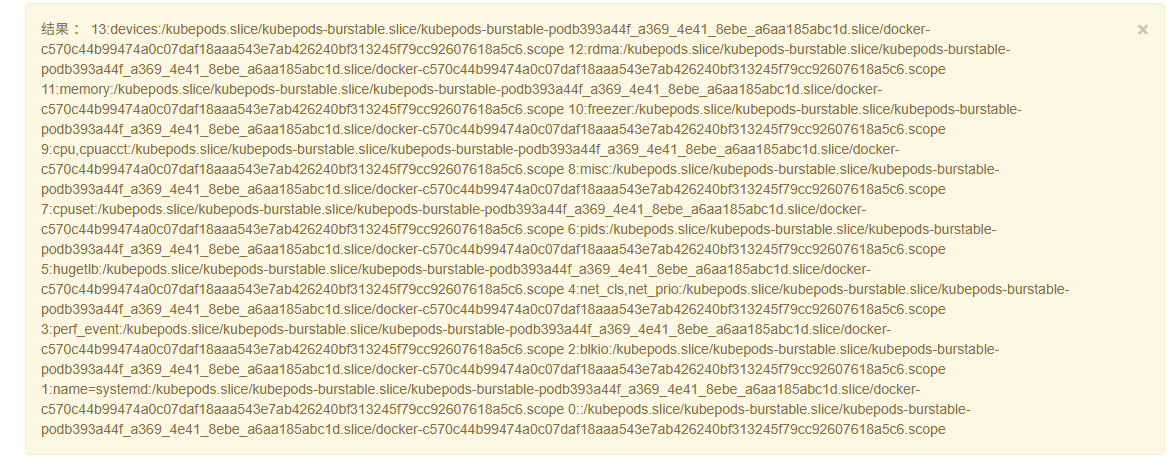 结果： 13:devices:/kubepods.slice/kubepods-burstable.slice/kubepods-burstable-podb393a44f_a369_4e41_8ebe_a6aa185abc1d.slice/docker-
c570c44b99474a0c07daf18aaa543e7ab426240bf313245f79cc92607618a5c6.scope 12:rdma:/kubepods.slice/kubepods-burstable.slice/kubepods-burstable-
podb393a44f_a369_4e41_8ebe_a6aa185abc1d.slice/docker-c570c44b99474a0c07daf18aaa543e7ab426240bf313245f79cc92607618a5c6.scope
11:memory:/kubepods.slice/kubepods-burstable.slice/kubepods-burstable-podb393a44f_a369_4e41_8ebe_a6aa185abc1d.slice/docker-
c570c44b99474a0c07daf18aaa543e7ab426240bf313245f79cc92607618a5c6.scope 10:freezer:/kubepods.slice/kubepods-burstable.slice/kubepods-burstable-
podb393a44f_a369_4e41_8ebe_a6aa185abc1d.slice/docker-c570c44b99474a0c07daf18aaa543e7ab426240bf313245f79cc92607618a5c6.scope
9:cpu,cpuacct:/kubepods.slice/kubepods-burstable.slice/kubepods-burstable-podb393a44f_a369_4e41_8ebe_a6aa185abc1d.slice/docker-
c570c44b99474a0c07daf18aaa543e7ab426240bf313245f79cc92607618a5c6.scope 8:misc:/kubepods.slice/kubepods-burstable.slice/kubepods-burstable-
podb393a44f_a369_4e41_8ebe_a6aa185abc1d.slice/docker-c570c44b99474a0c07daf18aaa543e7ab426240bf313245f79cc92607618a5c6.scope
7:cpuset:/kubepods.slice/kubepods-burstable.slice/kubepods-burstable-podb393a44f_a369_4e41_8ebe_a6aa185abc1d.slice/docker-
c570c44b99474a0c07daf18aaa543e7ab426240bf313245f79cc92607618a5c6.scope 6:pids:/kubepods.slice/kubepods-burstable.slice/kubepods-burstable-
podb393a44f_a369_4e41_8ebe_a6aa185abc1d.slice/docker-c570c44b99474a0c07daf18aaa543e7ab426240bf313245f79cc92607618a5c6.scope
5:hugetlb:/kubepods.slice/kubepods-burstable.slice/kubepods-burstable-podb393a44f_a369_4e41_8ebe_a6aa185abc1d.slice/docker-
c570c44b99474a0c07daf18aaa543e7ab426240bf313245f79cc92607618a5c6.scope 4:net_cls,net_prio:/kubepods.slice/kubepods-burstable.slice/kubepods-burstable-
podb393a44f_a369_4e41_8ebe_a6aa185abc1d.slice/docker-c570c44b99474a0c07daf18aaa543e7ab426240bf313245f79cc92607618a5c6.scope
3:perf_event:/kubepods.slice/kubepods-burstable.slice/kubepods-burstable-podb393a44f_a369_4e41_8ebe_a6aa185abc1d.slice/docker-
c570c44b99474a0c07daf18aaa543e7ab426240bf313245f79cc92607618a5c6.scope 2:blkio:/kubepods.slice/kubepods-burstable.slice/kubepods-burstable-
podb393a44f_a369_4e41_8ebe_a6aa185abc1d.slice/docker-c570c44b99474a0c07daf18aaa543e7ab426240bf313245f79cc92607618a5c6.scope
1:name=systemd:/kubepods.slice/kubepods-burstable.slice/kubepods-burstable-podb393a44f_a369_4e41_8ebe_a6aa185abc1d.slice/docker-
c570c44b99474a0c07daf18aaa543e7ab426240bf313245f79cc92607618a5c6.scope 0::/kubepods.slice/kubepods-burstable.slice/kubepods-burstable-
podb393a44f_a369_4e41_8ebe_a6aa185abc1d.slice/docker-c570c44b99474a0c07daf18aaa543e7ab426240bf313245f79cc92607618a5c6.scope